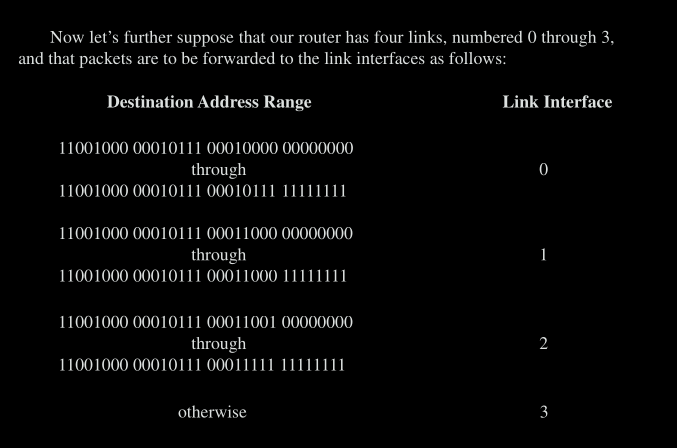 Now let’s further suppose that our router has four links, numbered 0 through 3,
and that packets are to be forwarded to the link interfaces as follows:
Destination Address Range Link Interface
11001000 00010111 00010000 00000000
through 0
11001000 00010111 00010111 11111111
11001000 00010111 00011000 00000000
through 1
11001000 00010111 00011000 11111111
11001000 00010111 00011001 00000000
through 2
11001000 00010111 00011111 11111111
otherwise 3